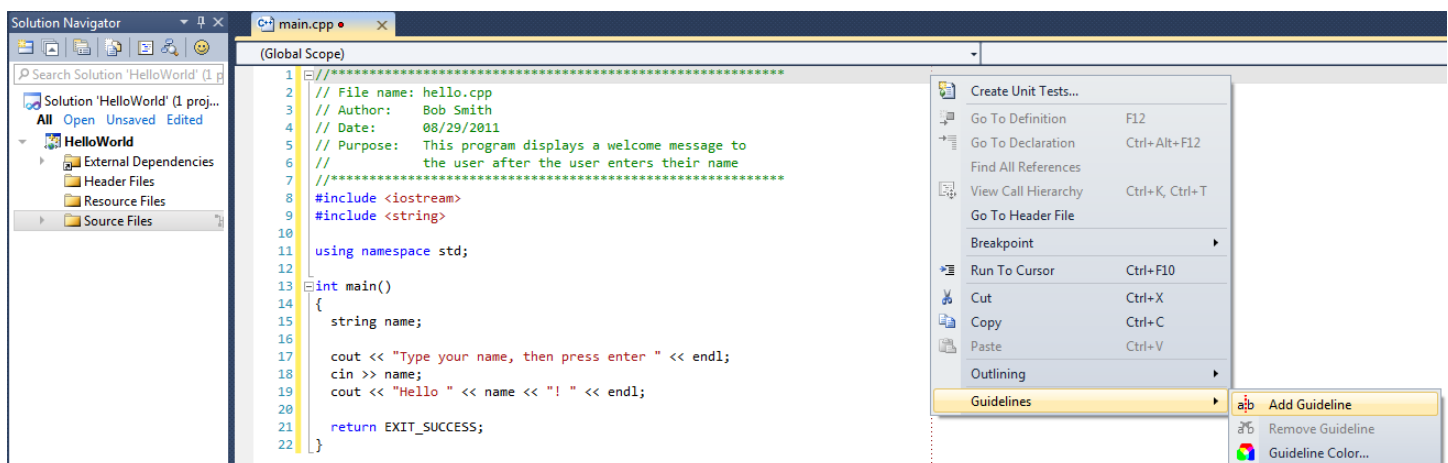 Solution Navigator
Search Solution 'HelloWorld' (1 p
Solution 'HelloWorld' (1 proj...
All Open Unsaved Edited
HelloWorld
External Dependencies
Header Files
Resource Files
Source Files
main.cpp
(Global Scope)
1 //***********************************************************
2 // File name: hello.cpp
3 // Author: Bob Smith
4 // Date: 08/29/2011
5 // Purpose: This program displays a welcome message to
6 // the user after the user enters their name
7 //***********************************************************
8 #include <iostream>
9 #include <string>
10
11 using namespace std;
12
13 int main()
14 {
15 string name;
16
17 cout << "Type your name, then press enter " << endl;
18 cin >> name;
19 cout << "Hello " << name << "! " << endl;
20
21 return EXIT_SUCCESS;
22 }
Create Unit Tests...
Go To Definition F12
Go To Declaration Ctrl+Alt+F12
Find All References
View Call Hierarchy Ctrl+K, Ctrl+T
Go To Header File
Breakpoint
Run To Cursor Ctrl+F10
Cut Ctrl+X
Copy Ctrl+C
Paste Ctrl+V
Outlining
Guidelines
a¦b Add Guideline
Remove Guideline
Guideline Color...